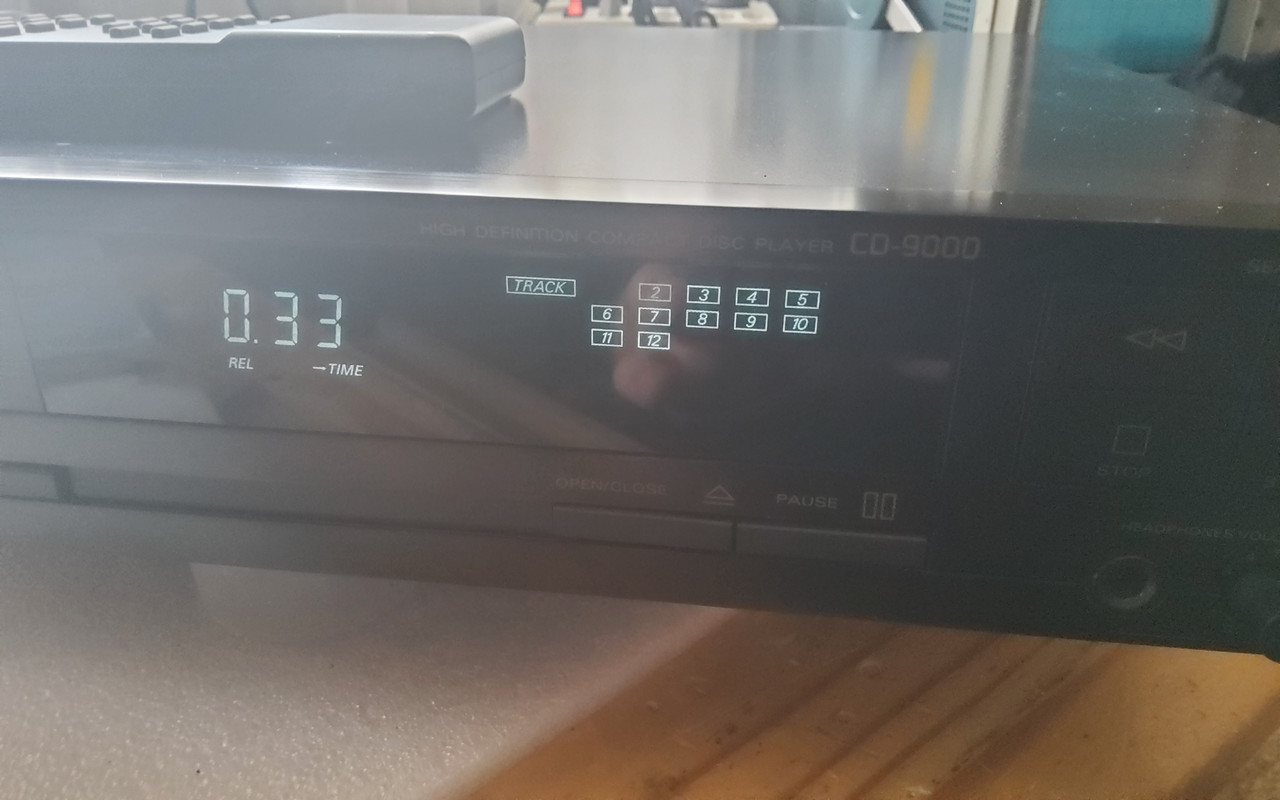 HIGH DEFINITION COMPACT DISC PLAYER CD-9000
TRACK 2 3 4 5
0.33
6 7 8 9 10
11 12
REL →TIME
OPEN/CLOSE PAUSE
STOP
HEADPHONES